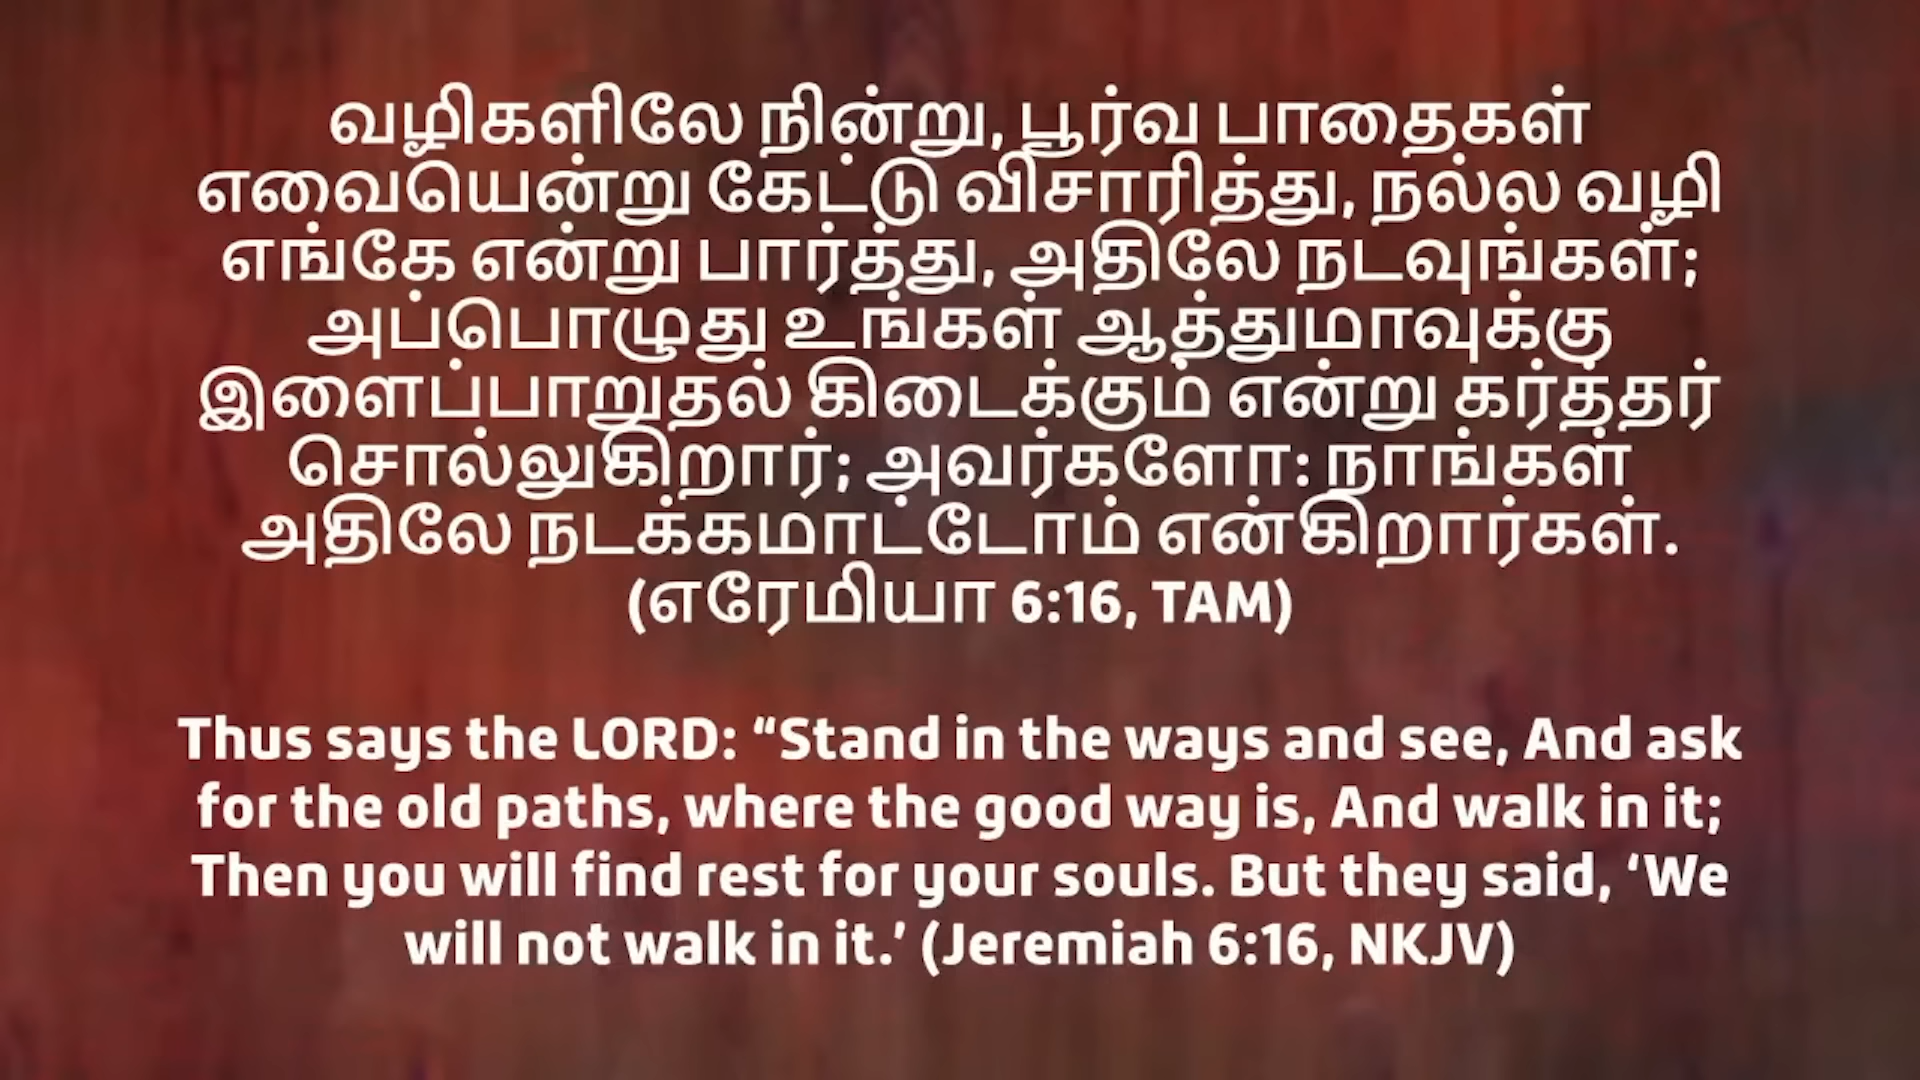 வழிகளிலே நின்று, பூர்வ பாதைகள்
எவையென்று கேட்டு விசாரித்து, நல்ல வழி
எங்கே என்று பார்த்து, அதிலே நடவுங்கள்;
அப்பொழுது உங்கள் ஆத்துமாவுக்கு
இளைப்பாறுதல் கிடைக்கும் என்று கர்த்தர்
சொல்லுகிறார்; அவர்களோ: நாங்கள்
அதிலே நடக்கமாட்டோம் என்கிறார்கள்.
(எரேமியா 6:16, TAM)
Thus says the LORD: “Stand in the ways and see, And ask
for the old paths, where the good way is, And walk in it;
Then you will find rest for your souls. But they said, ‘We
will not walk in it.’ (Jeremiah 6:16, NKJV)